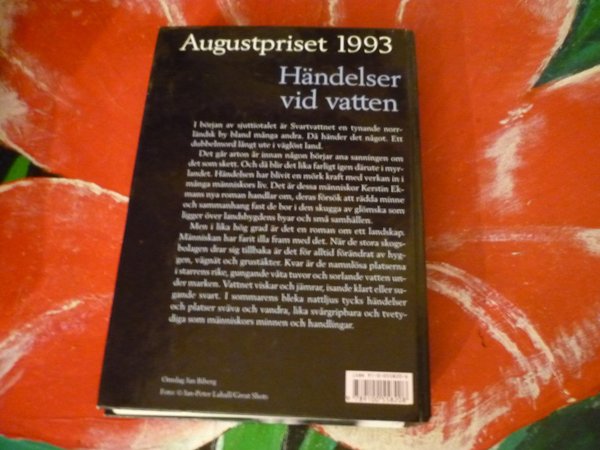 Augustpriset 1993
Händelser
vid vatten
I början av sjuttiotalet är Svartvattnet en tynande norr-
ländsk by bland många andra. Då händer det något. Ett
dubbelmord långt ute i väglöst land.
Det går arton år innan någon börjar ana sanningen om
det som skett. Och då blir det lika farligt igen därute i myr-
landet. Händelsen har blivit en mörk kraft med verkan in i
många människors liv. Det är dessa människor Kerstin Ek-
mans nya roman handlar om, deras försök att rädda minne
och sammanhang fast de bor i den skugga av glömska som
ligger över landsbygdens byar och små samhällen.
Men i lika hög grad är det en roman om ett landskap.
Människan har farit illa fram med det. När de stora skogs-
bolagen drar sig tillbaka är det för alltid förändrat av hyg-
gen, vägnät och grustäkter. Kvar är de namnlösa platserna
i starrens rike, gungande våta tuvor och sorlande vatten un-
der marken. Vattnet viskar och jämrar, isande klart eller su-
gande svart. I sommarens bleka nattljus tycks händelser
och platser sväva och vandra, lika svårgripbara och tvety-
diga som människors minnen och handlingar.
Omslag Jan Biberg
Foto: © Jan-Peter Lahall/Great Shots